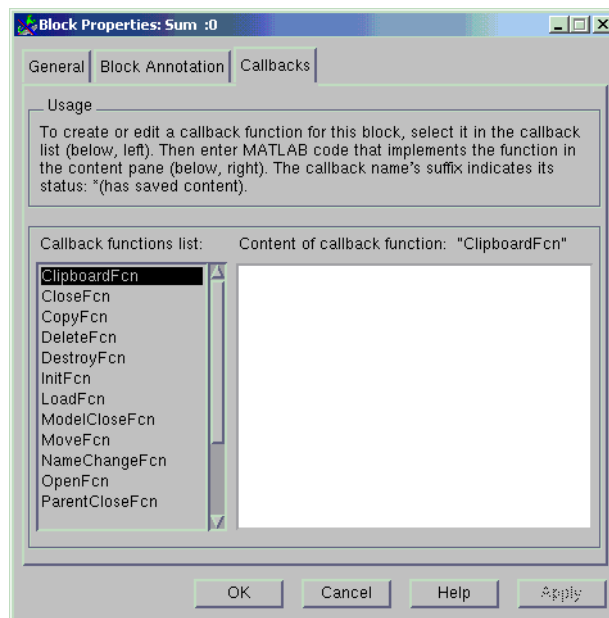 Block Properties: Sum :0
General Block Annotation Callbacks
Usage
To create or edit a callback function for this block, select it in the callback
list (below, left). Then enter MATLAB code that implements the function in
the content pane (below, right). The callback name's suffix indicates its
status: *(has saved content).
Callback functions list: Content of callback function: "ClipboardFcn"
ClipboardFcn
CloseFcn
CopyFcn
DeleteFcn
DestroyFcn
InitFcn
LoadFcn
ModelCloseFcn
MoveFcn
NameChangeFcn
OpenFcn
ParentCloseFcn
OK Cancel Help Apply